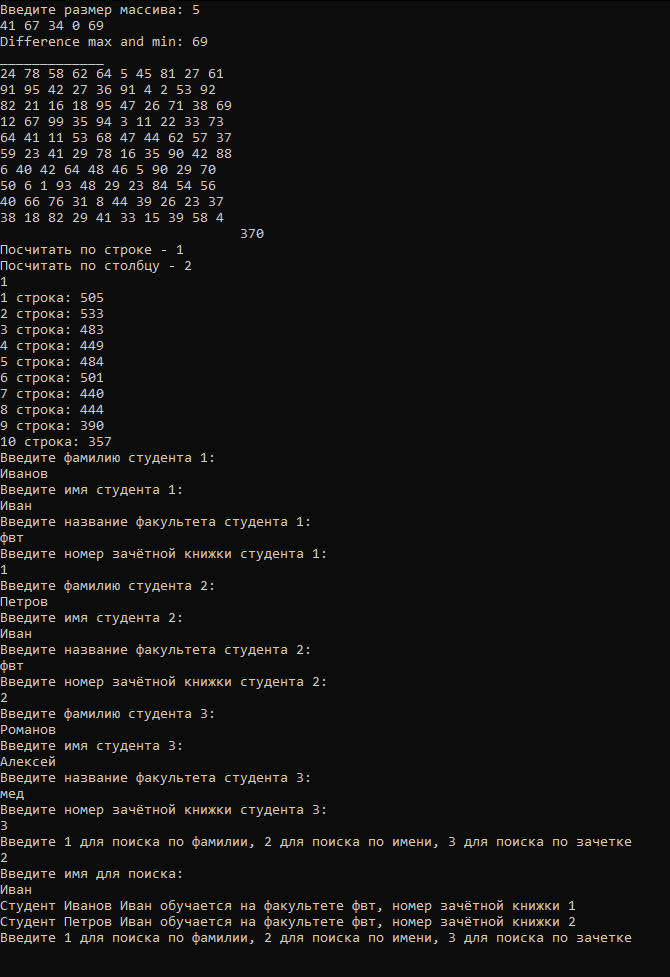 Введите размер массива: 5
41 67 34 0 69
Difference max and min: 69
_____________
24 78 58 62 64 5 45 81 27 61
91 95 42 27 36 91 4 2 53 92
82 21 16 18 95 47 26 71 38 69
12 67 99 35 94 3 11 22 33 73
64 41 11 53 68 47 44 62 57 37
59 23 41 29 78 16 35 90 42 88
6 40 42 64 48 46 5 90 29 70
50 6 1 93 48 29 23 84 54 56
40 66 76 31 8 44 39 26 23 37
38 18 82 29 41 33 15 39 58 4
370
Посчитать по строке - 1
Посчитать по столбцу - 2
1
1 строка: 505
2 строка: 533
3 строка: 483
4 строка: 449
5 строка: 484
6 строка: 501
7 строка: 440
8 строка: 444
9 строка: 390
10 строка: 357
Введите фамилию студента 1:
Иванов
Введите имя студента 1:
Иван
Введите название факультета студента 1:
фвт
Введите номер зачётной книжки студента 1:
1
Введите фамилию студента 2:
Петров
Введите имя студента 2:
Иван
Введите название факультета студента 2:
фвт
Введите номер зачётной книжки студента 2:
2
Введите фамилию студента 3:
Романов
Введите имя студента 3:
Алексей
Введите название факультета студента 3:
мед
Введите номер зачётной книжки студента 3:
3
Введите 1 для поиска по фамилии, 2 для поиска по имени, 3 для поиска по зачетке
2
Введите имя для поиска:
Иван
Студент Иванов Иван обучается на факультете фвт, номер зачётной книжки 1
Студент Петров Иван обучается на факультете фвт, номер зачётной книжки 2
Введите 1 для поиска по фамилии, 2 для поиска по имени, 3 для поиска по зачетке